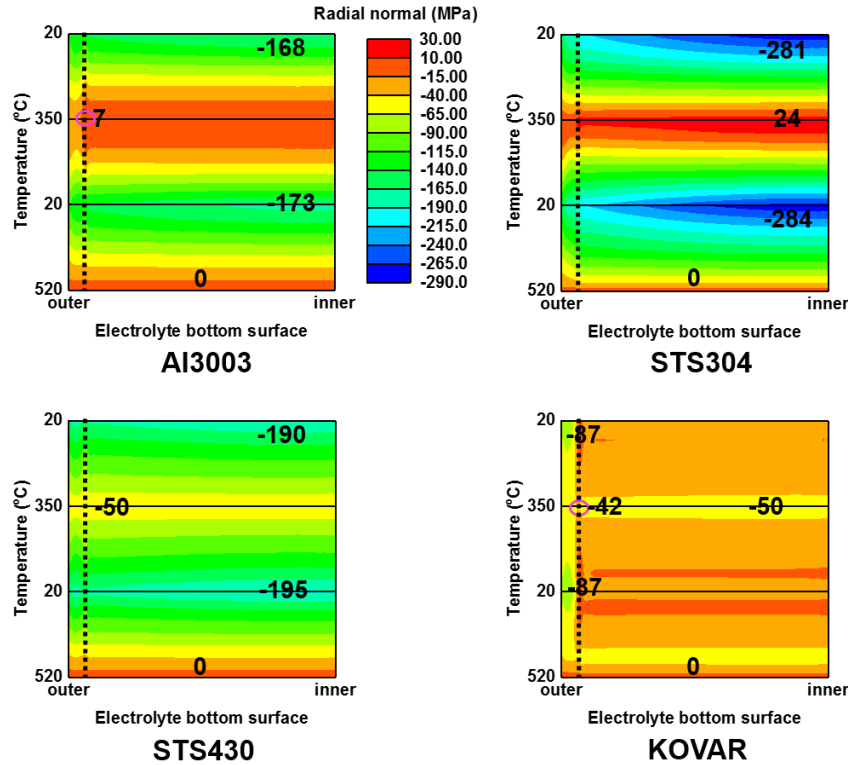 Radial normal (MPa)
30.00
10.00
-15.00
-40.00
-65.00
-90.00
-115.0
-140.0
-165.0
-190.0
-215.0
-240.0
-265.0
-290.0
Temperature (°C)
20
350
20
520
-168
7
-173
0
outer
inner
Electrolyte bottom surface
Al3003
Temperature (°C)
20
350
20
520
-281
24
-284
0
outer
inner
Electrolyte bottom surface
STS304
Temperature (°C)
20
350
20
520
-190
-50
-195
0
outer
inner
Electrolyte bottom surface
STS430
Temperature (°C)
20
350
20
520
-87
-42
-50
-87
0
outer
inner
Electrolyte bottom surface
KOVAR